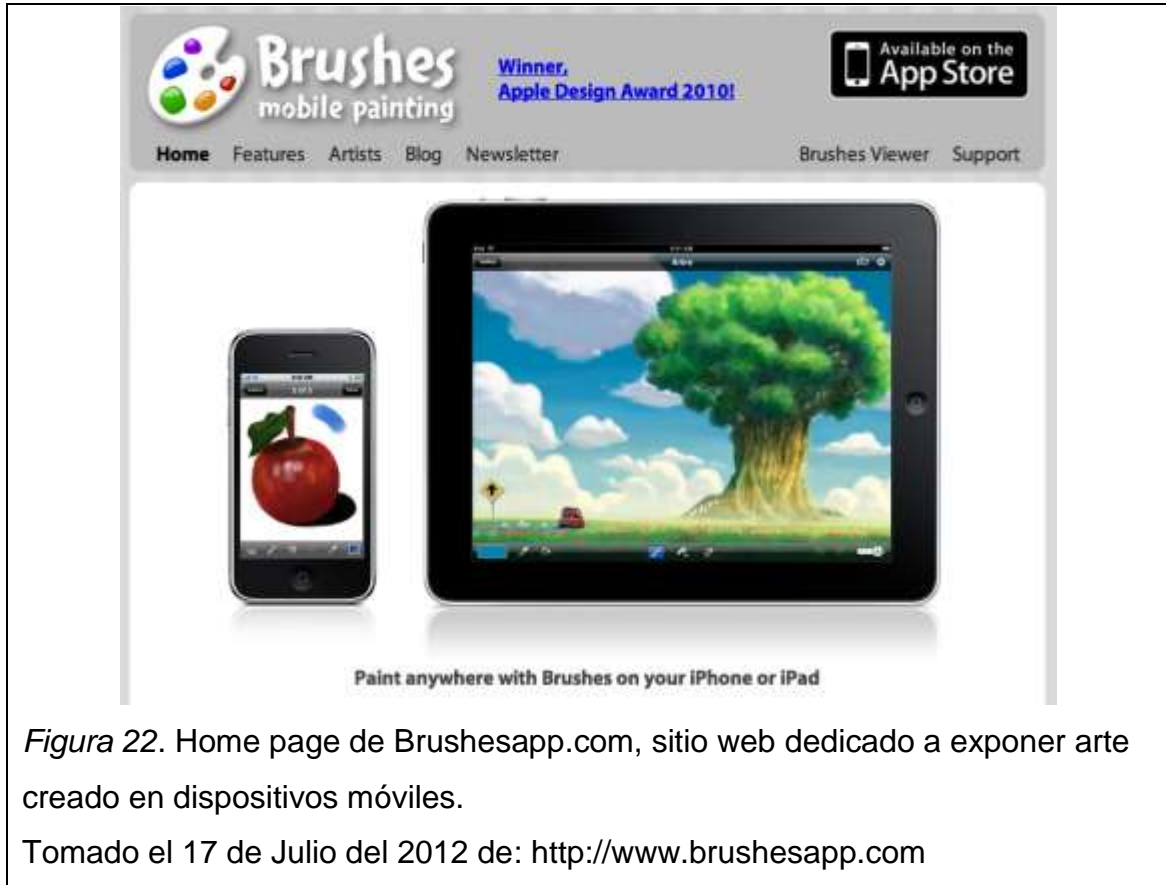 Brushes
mobile painting
Winner,
Apple Design Award 2010!
Available on the
App Store
Home Features Artists Blog Newsletter Brushes Viewer Support
Paint anywhere with Brushes on your iPhone or iPad
Figura 22. Home page de Brushesapp.com, sitio web dedicado a exponer arte
creado en dispositivos móviles.
Tomado el 17 de Julio del 2012 de: http://www.brushesapp.com